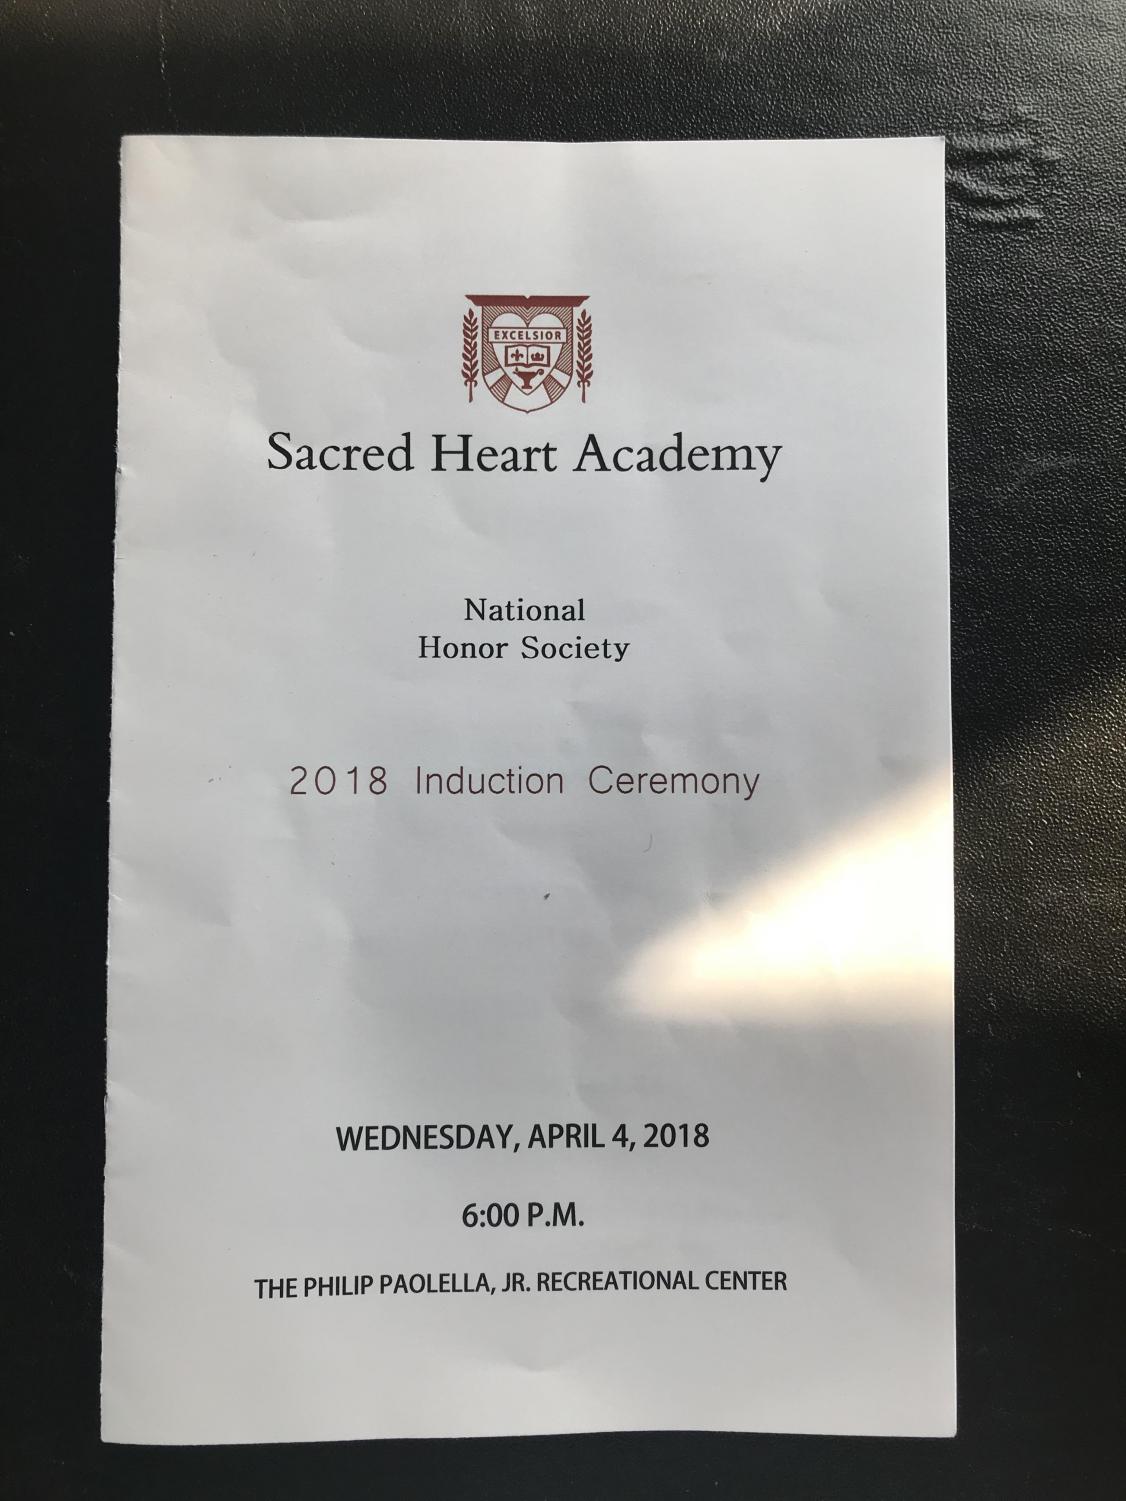 EXCELSIOR
Sacred Heart Academy
National
Honor Society
2018 Induction Ceremony
WEDNESDAY, APRIL 4, 2018
6:00 P.M.
THE PHILIP PAOLELLA, JR. RECREATIONAL CENTER